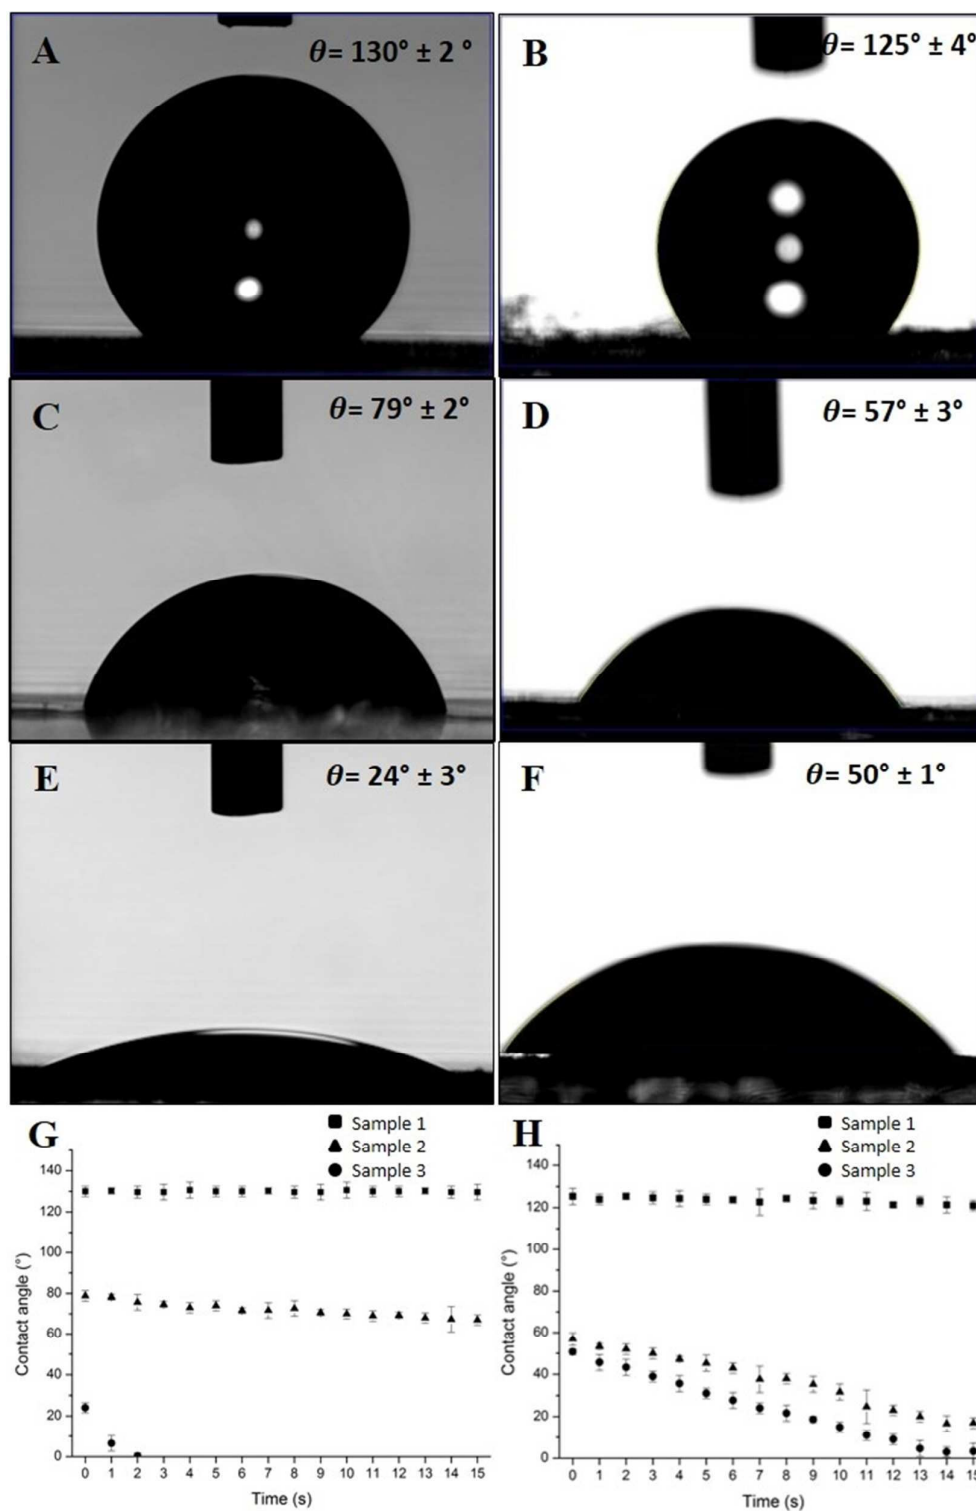 A
θ= 130° ± 2 °
B
θ= 125° ± 4°
C
θ= 79° ± 2°
D
θ= 57° ± 3°
E
θ= 24° ± 3°
F
θ= 50° ± 1°
G
■ Sample 1
▲ Sample 2
● Sample 3
140
120
100
80
60
40
20
0
Contact angle (°)
0 1 2 3 4 5 6 7 8 9 10 11 12 13 14 15
Time (s)
H
■ Sample 1
▲ Sample 2
● Sample 3
140
120
100
80
60
40
20
0
Contact angle (°)
0 1 2 3 4 5 6 7 8 9 10 11 12 13 14 15
Time (s)